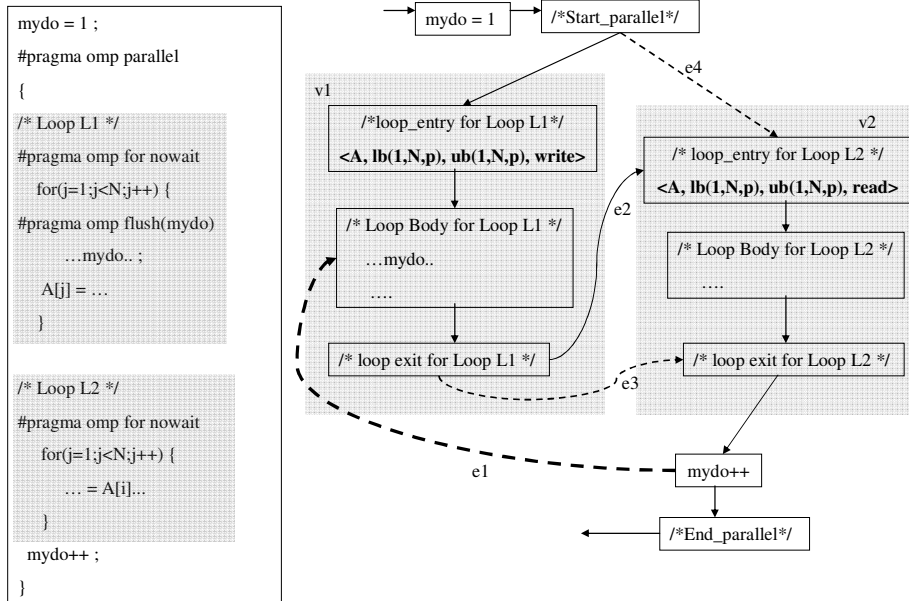 mydo = 1 ;
#pragma omp parallel
{
/* Loop L1 */
#pragma omp for nowait
for(j=1;j<N;j++) {
#pragma omp flush(mydo)
…mydo.. ;
A[j] = …
}
/* Loop L2 */
#pragma omp for nowait
for(j=1;j<N;j++) {
… = A[i]...
}
mydo++ ;
}
mydo = 1
/*Start_parallel*/
e4
v1
/*loop_entry for Loop L1*/
<A, lb(1,N,p), ub(1,N,p), write>
/* Loop Body for Loop L1 */
…mydo..
….
/* loop exit for Loop L1 */
e2
e3
v2
/* loop_entry for Loop L2 */
<A, lb(1,N,p), ub(1,N,p), read>
/* Loop Body for Loop L2 */
….
/* loop exit for Loop L2 */
e1
mydo++
/*End_parallel*/